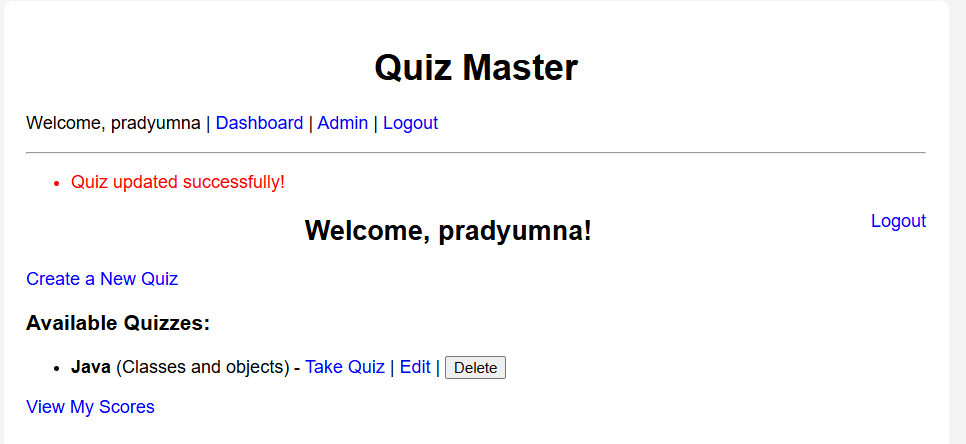 Quiz Master
Welcome, pradyumna | Dashboard | Admin | Logout
Quiz updated successfully!
Logout
Welcome, pradyumna!
Create a New Quiz
Available Quizzes:
Java (Classes and objects) - Take Quiz | Edit | Delete
View My Scores